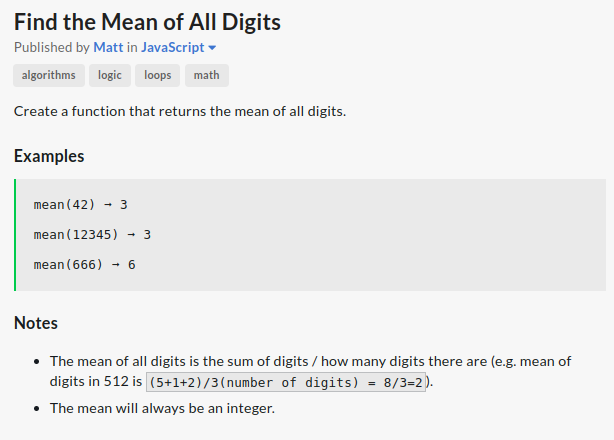 Find the Mean of All Digits
Published by Matt in JavaScript
algorithms logic loops math
Create a function that returns the mean of all digits.
Examples
mean(42) → 3
mean(12345) → 3
mean(666) → 6
Notes
• The mean of all digits is the sum of digits / how many digits there are (e.g. mean of
digits in 512 is (5+1+2)/3(number of digits) = 8/3=2).
• The mean will always be an integer.